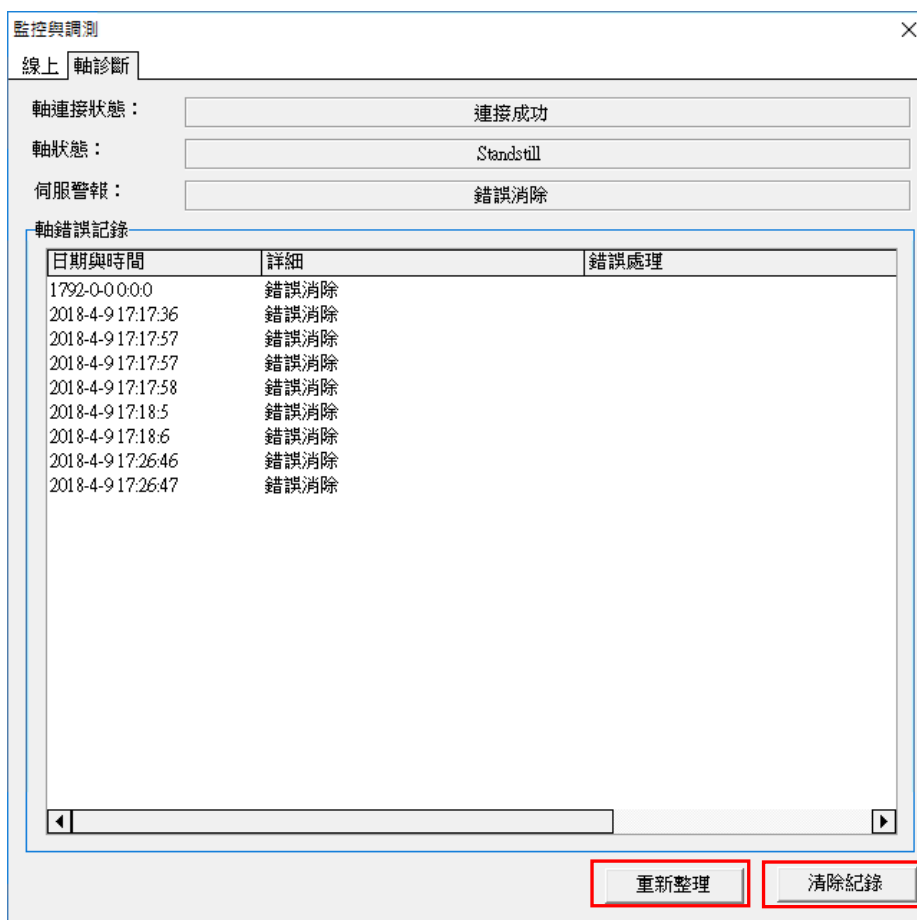 監控與調測
線上 軸診斷
軸連接狀態： 連接成功
軸狀態： Standstill
伺服警報： 錯誤消除
軸錯誤記錄
日期與時間 詳細 錯誤處理
1792-0-0 0:0:0 錯誤消除
2018-4-9 17:17:36 錯誤消除
2018-4-9 17:17:57 錯誤消除
2018-4-9 17:17:57 錯誤消除
2018-4-9 17:17:58 錯誤消除
2018-4-9 17:18:5 錯誤消除
2018-4-9 17:18:6 錯誤消除
2018-4-9 17:26:46 錯誤消除
2018-4-9 17:26:47 錯誤消除
重新整理 清除紀錄